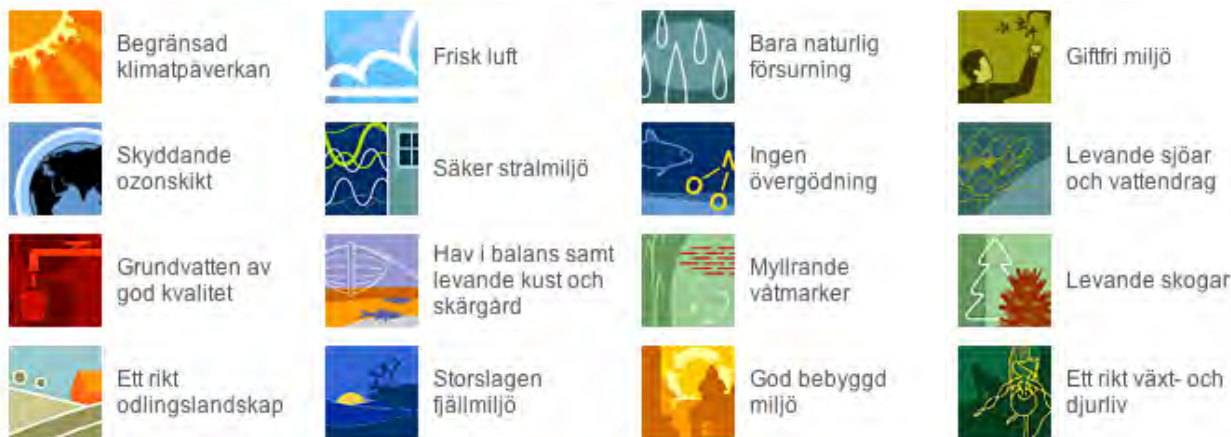 Begränsad
klimatpåverkan
Frisk luft
Bara naturlig
försurning
Giftfri miljö
Skyddande
ozonskikt
Säker strålmiljö
Ingen
övergödning
Levande sjöar
och vattendrag
Grundvatten av
god kvalitet
Hav i balans samt
levande kust och
skärgård
Myllrande
våtmarker
Levande skogar
Ett rikt
odlingslandskap
Storslagen
fjällmiljö
God bebyggd
miljö
Ett rikt växt- och
djurliv